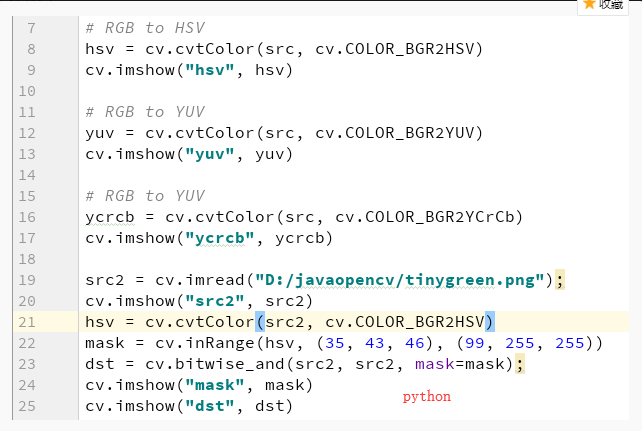 收藏
7 # RGB to HSV
8 hsv = cv.cvtColor(src, cv.COLOR_BGR2HSV)
9 cv.imshow("hsv", hsv)
10
11 # RGB to YUV
12 yuv = cv.cvtColor(src, cv.COLOR_BGR2YUV)
13 cv.imshow("yuv", yuv)
14
15 # RGB to YUV
16 ycrcb = cv.cvtColor(src, cv.COLOR_BGR2YCrCb)
17 cv.imshow("ycrcb", ycrcb)
18
19 src2 = cv.imread("D:/javaopencv/tinygreen.png");
20 cv.imshow("src2", src2)
21 hsv = cv.cvtColor(src2, cv.COLOR_BGR2HSV)
22 mask = cv.inRange(hsv, (35, 43, 46), (99, 255, 255))
23 dst = cv.bitwise_and(src2, src2, mask=mask);
24 cv.imshow("mask", mask)
25 cv.imshow("dst", dst)
python